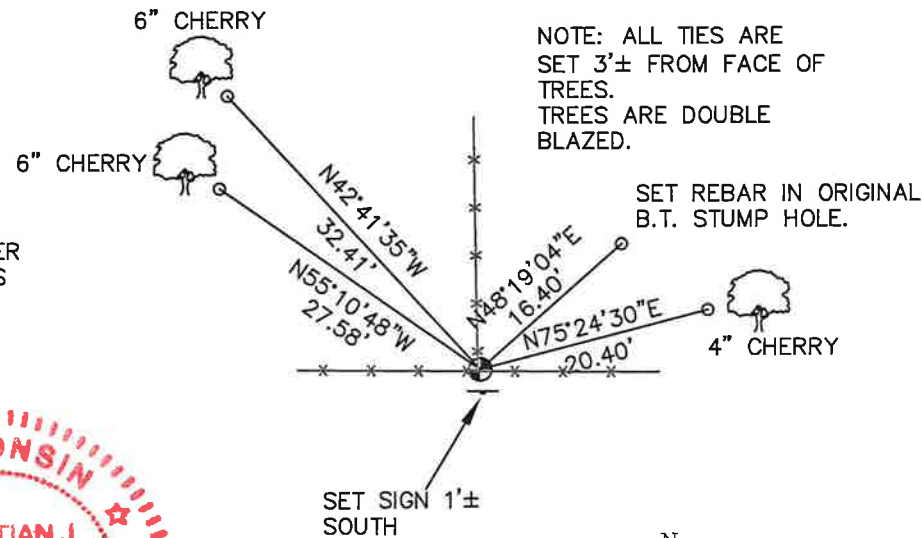 6" CHERRY
NOTE: ALL TIES ARE
SET 3'± FROM FACE OF
TREES.
TREES ARE DOUBLE
BLAZED.
6" CHERRY
N42°41'35"W
32.41'
SET REBAR IN ORIGINAL
B.T. STUMP HOLE.
N55°10'48"W
27.58'
N48°19'04"E
16.40'
N75°24'30"E
20.40'
4" CHERRY
SET SIGN 1'±
SOUTH
N